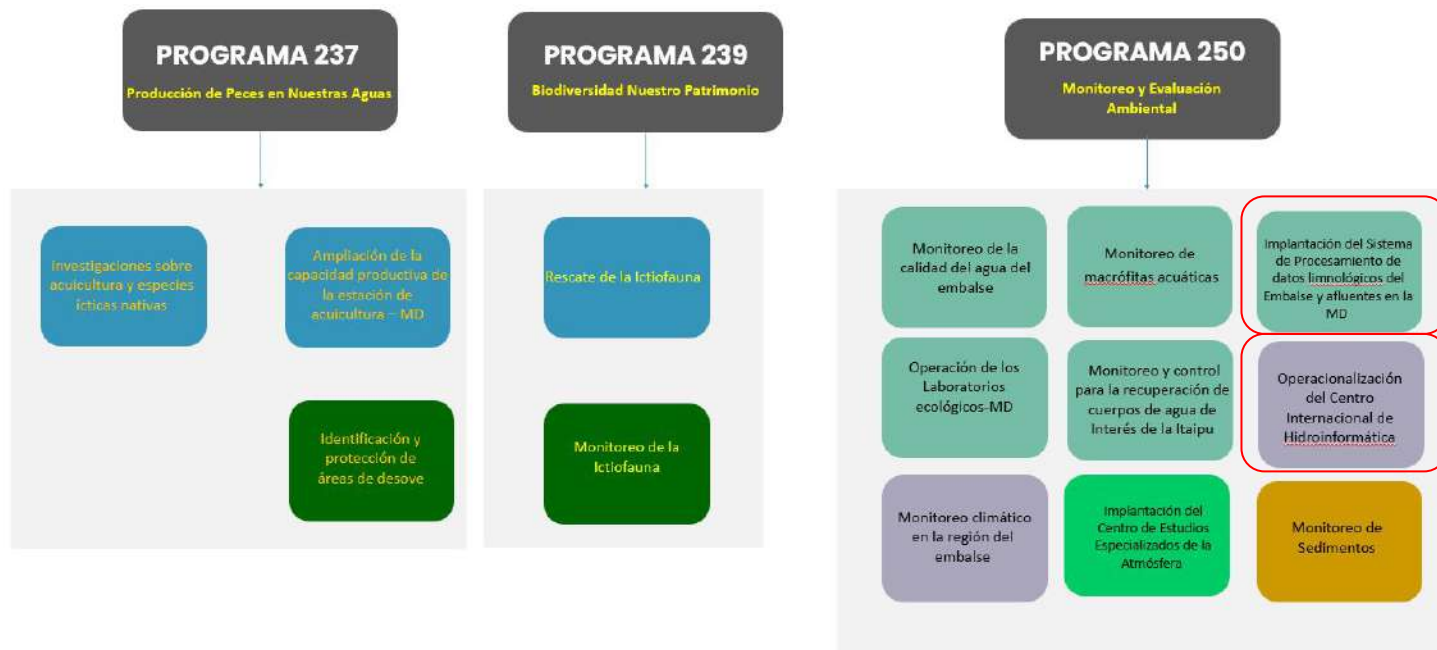 PROGRAMA 237
Producción de Peces en Nuestras Aguas
Investigaciones sobre
acuicultura y especies
ícticas nativas
Ampliación de la
capacidad productiva de
la estación de
acuicultura – MD
Identificación y
protección de
áreas de desove
PROGRAMA 239
Biodiversidad Nuestro Patrimonio
Rescate de la Ictiofauna
Monitoreo de la
Ictiofauna
PROGRAMA 250
Monitoreo y Evaluación
Ambiental
Monitoreo de la
calidad del agua del
embalse
Monitoreo de
macrófitas acuáticas
Implantación del Sistema
de Procesamiento de
datos limnológicos del
Embalse y afluentes en la
MD
Operación de los
Laboratorios
ecológicos-MD
Monitoreo y control
para la recuperación de
cuerpos de agua de
Interés de la Itaipu
Operacionalización
del Centro
Internacional de
Hidroinformática
Monitoreo climático
en la región del
embalse
Implantación del
Centro de Estudios
Especializados de la
Atmósfera
Monitoreo de
Sedimentos